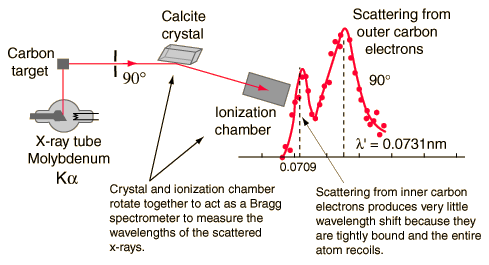 Calcite
crystal
Scattering from
outer carbon
electrons
Carbon
target
90°
90°
Ionization
chamber
X-ray tube
Molybdenum
Kα
λ' = 0.0731nm
0.0709
Crystal and ionization chamber
rotate together to act as a Bragg
spectrometer to measure the
wavelengths of the scattered
x-rays.
Scattering from inner carbon
electrons produces very little
wavelength shift because they
are tightly bound and the entire
atom recoils.